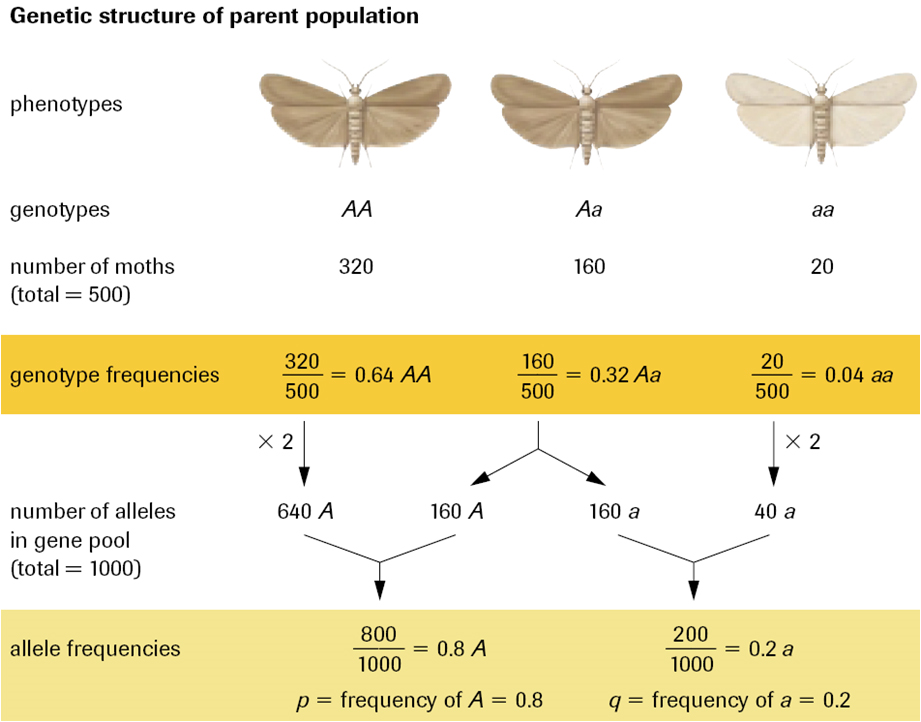 Genetic structure of parent population
phenotypes
genotypes AA Aa aa
number of moths 320 160 20
(total = 500)
genotype frequencies 320/500 = 0.64 AA 160/500 = 0.32 Aa 20/500 = 0.04 aa
× 2 × 2
number of alleles 640 A 160 A 160 a 40 a
in gene pool
(total = 1000)
allele frequencies 800/1000 = 0.8 A 200/1000 = 0.2 a
p = frequency of A = 0.8 q = frequency of a = 0.2